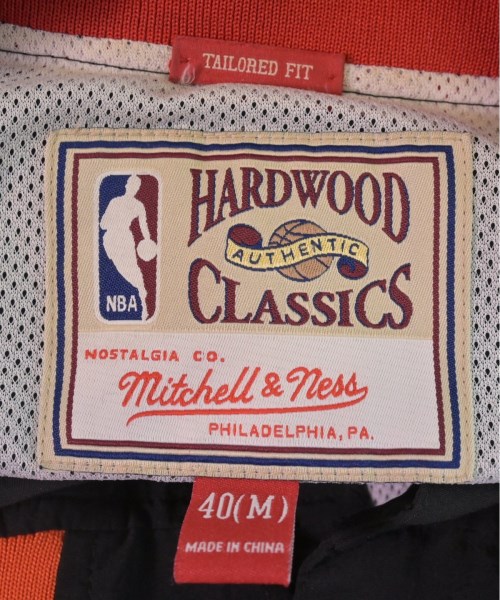 TAILORED FIT
HARDWOOD
AUTHENTIC
CLASSICS
NBA
NOSTALGIA CO.
Mitchell & Ness
PHILADELPHIA, PA.
40(M)
MADE IN CHINA